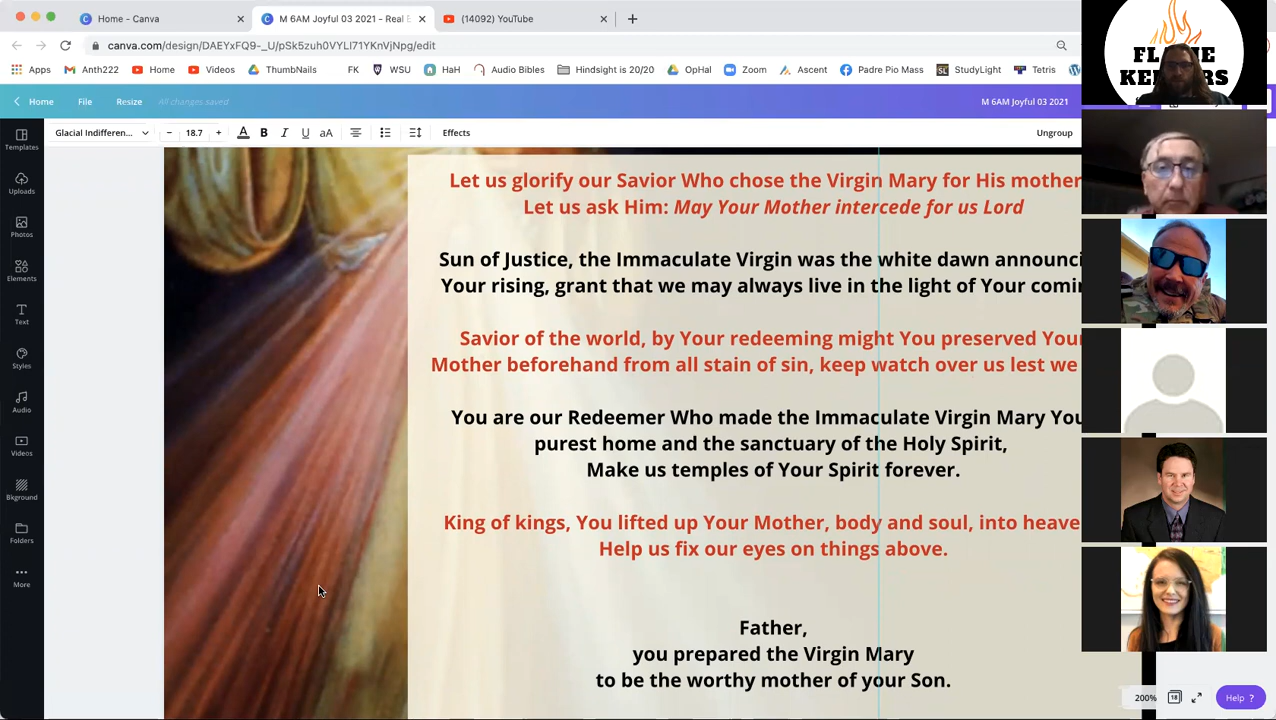 Home - Canva
M 6AM Joyful 03 2021 - Real E
(14092) YouTube
canva.com/design/DAEYxFQ9-_U/pSk5zuh0VYLI71YKnVjNpg/edit
Apps
Anth222
Home
Videos
ThumbNails
FK
WSU
HaH
Audio Bibles
Hindsight is 20/20
OpHal
Zoom
Ascent
Padre Pio Mass
StudyLight
Tetris
Home
File
Resize
All changes saved
M 6AM Joyful 03 2021
Glacial Indifferen...
18.7
Effects
Ungroup
Templates
Uploads
Photos
Elements
Text
Styles
Audio
Videos
Bkground
Folders
More
Let us glorify our Savior Who chose the Virgin Mary for His mother
Let us ask Him: May Your Mother intercede for us Lord
Sun of Justice, the Immaculate Virgin was the white dawn announci
Your rising, grant that we may always live in the light of Your comin
Savior of the world, by Your redeeming might You preserved Your
Mother beforehand from all stain of sin, keep watch over us lest we
You are our Redeemer Who made the Immaculate Virgin Mary You
purest home and the sanctuary of the Holy Spirit,
Make us temples of Your Spirit forever.
King of kings, You lifted up Your Mother, body and soul, into heave
Help us fix our eyes on things above.
Father,
you prepared the Virgin Mary
to be the worthy mother of your Son.
200%
18
Help ?